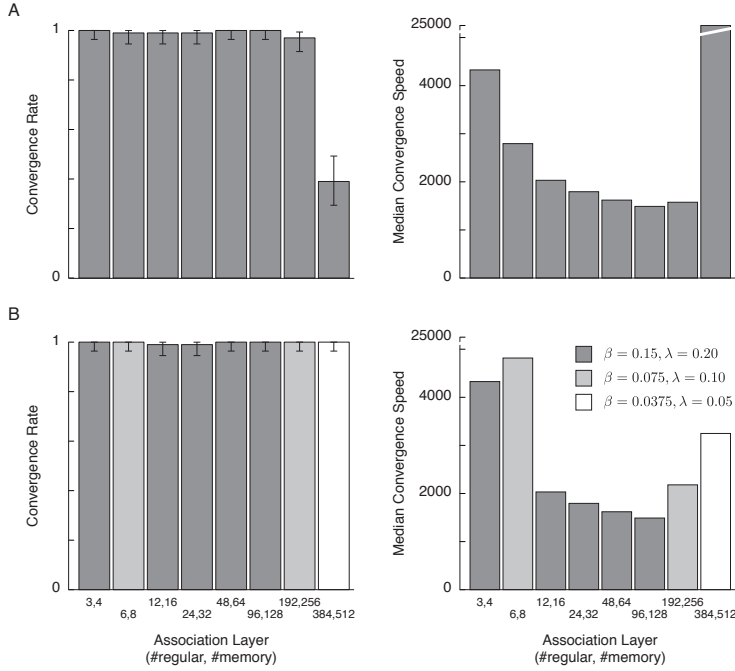 A
1
0
Convergence Rate
25000
4000
2000
0
Median Convergence Speed
B
1
0
Convergence Rate
3,4
6,8
12,16
24,32
48,64
96,128
192,256
384,512
Association Layer
(#regular, #memory)
25000
4000
2000
0
Median Convergence Speed
β = 0.15, λ = 0.20
β = 0.075, λ = 0.10
β = 0.0375, λ = 0.05
3,4
6,8
12,16
24,32
48,64
96,128
192,256
384,512
Association Layer
(#regular, #memory)